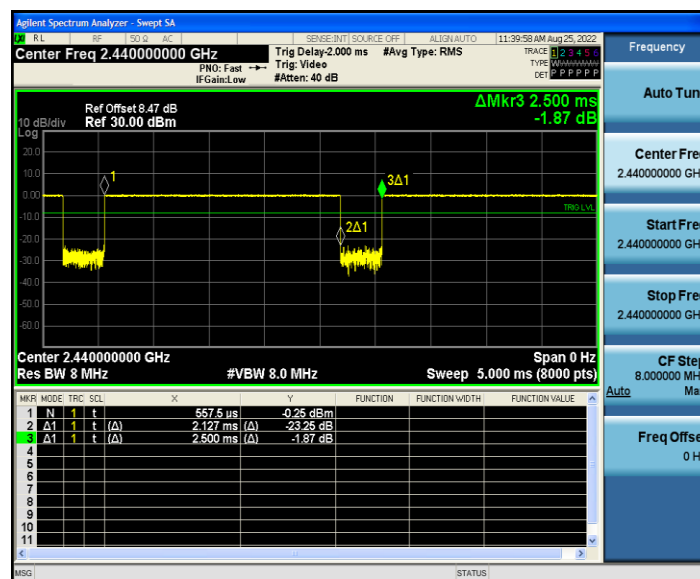 Agilent Spectrum Analyzer - Swept SA
LXI RL RF 50 Ω AC SENSE:INT SOURCE OFF ALIGN AUTO 11:39:58 AM Aug 25, 2022
Center Freq 2.440000000 GHz
PNO: Fast
IFGain:Low
Trig Delay-2.000 ms #Avg Type: RMS
Trig: Video
#Atten: 40 dB
TRACE 1 2 3 4 5 6
TYPE WWWWWW
DET P P P P P P
Frequency
Ref Offset 8.47 dB
10 dB/div Ref 30.00 dBm
Log
ΔMkr3 2.500 ms
-1.87 dB
20.0
10.0
0.00
-10.0
-20.0
-30.0
-40.0
-50.0
-60.0
1
3Δ1
TRIG LVL
2Δ1
Center 2.440000000 GHz Span 0 Hz
Res BW 8 MHz #VBW 8.0 MHz Sweep 5.000 ms (8000 pts)
MKR MODE TRC SCL X Y FUNCTION FUNCTION WIDTH FUNCTION VALUE
1 N 1 t 557.5 µs -0.25 dBm
2 Δ1 1 t (Δ) 2.127 ms (Δ) -23.25 dB
3 Δ1 1 t (Δ) 2.500 ms (Δ) -1.87 dB
4
5
6
7
8
9
10
11
Auto Tun
Center Fre
2.440000000 GH
Start Fre
2.440000000 GH
Stop Fre
2.440000000 GH
CF Ste
8.000000 MH
Auto Ma
Freq Offse
0 H
MSG STATUS